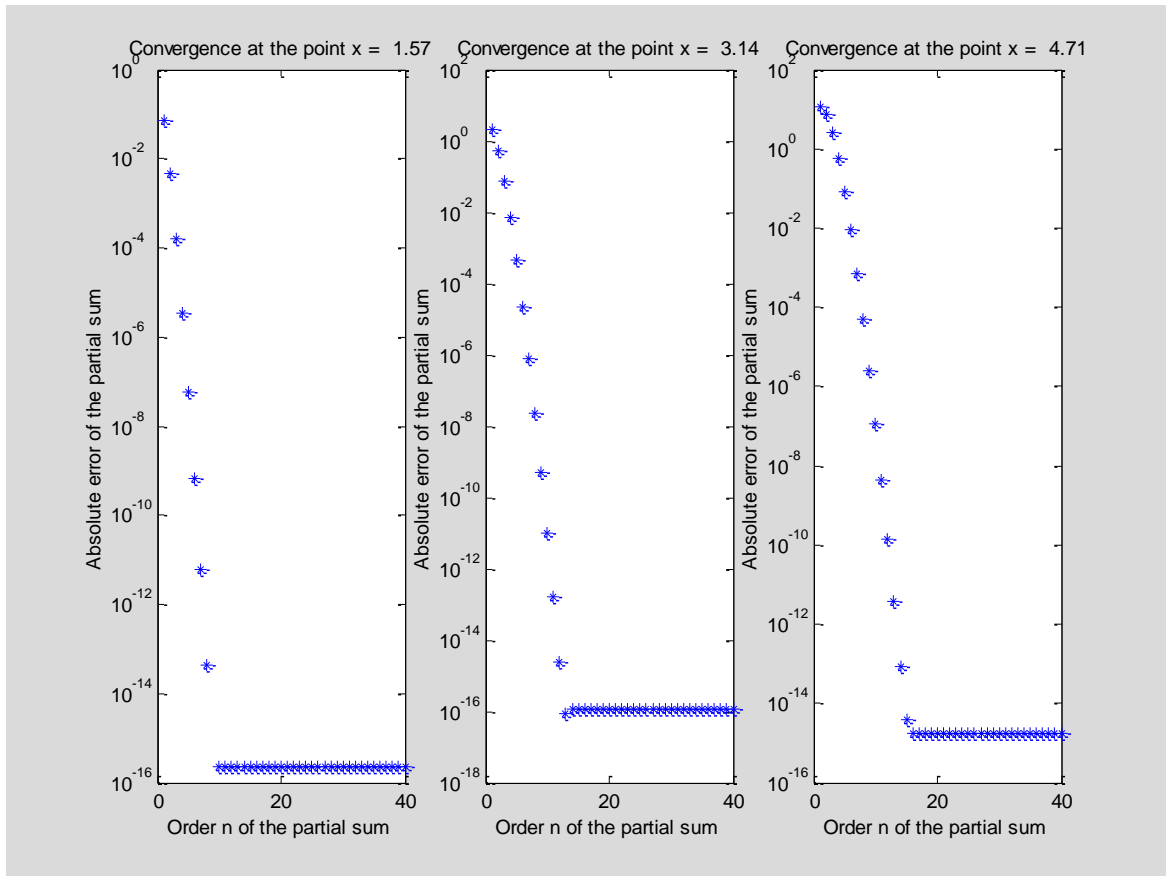 Convergence at the point x = 1.57
10^0
10^-2
10^-4
10^-6
10^-8
10^-10
10^-12
10^-14
10^-16
Absolute error of the partial sum
0 20 40
Order n of the partial sum
Convergence at the point x = 3.14
10^2
10^0
10^-2
10^-4
10^-6
10^-8
10^-10
10^-12
10^-14
10^-16
10^-18
Absolute error of the partial sum
0 20 40
Order n of the partial sum
Convergence at the point x = 4.71
10^2
10^0
10^-2
10^-4
10^-6
10^-8
10^-10
10^-12
10^-14
10^-16
Absolute error of the partial sum
0 20 40
Order n of the partial sum